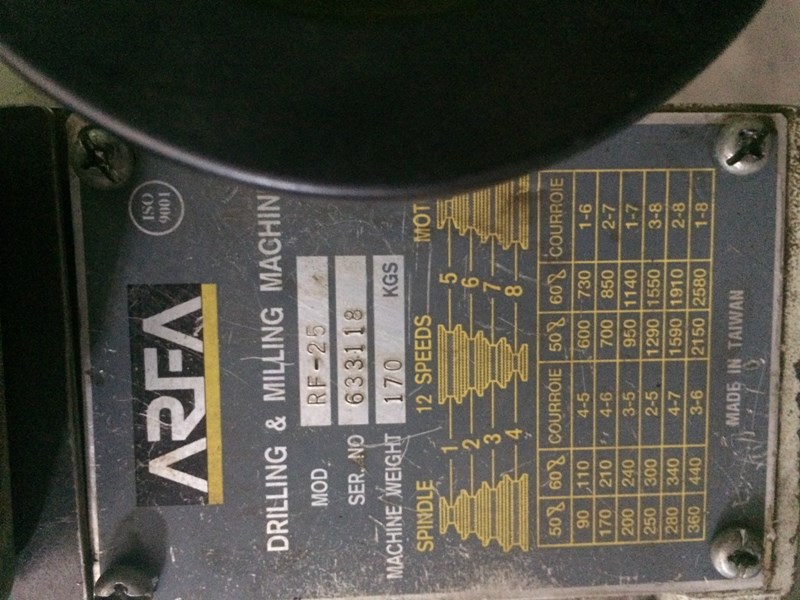 ARFA
ISO
9001
DRILLING & MILLING MACHIN
MOD RF-25
SER. NO 633118
MACHINE WEIGHT 170 KGS
SPINDLE 12 SPEEDS MOT
1 5
2 6
3 7
4 8
50 60 COURROIE 50 60 COURROIE
90 110 4-5 600 730 1-6
170 210 4-6 700 850 2-7
200 240 3-5 950 1140 1-7
250 300 2-5 1290 1550 3-8
280 340 4-7 1590 1910 2-8
360 440 3-6 2150 2580 1-8
MADE IN TAIWAN